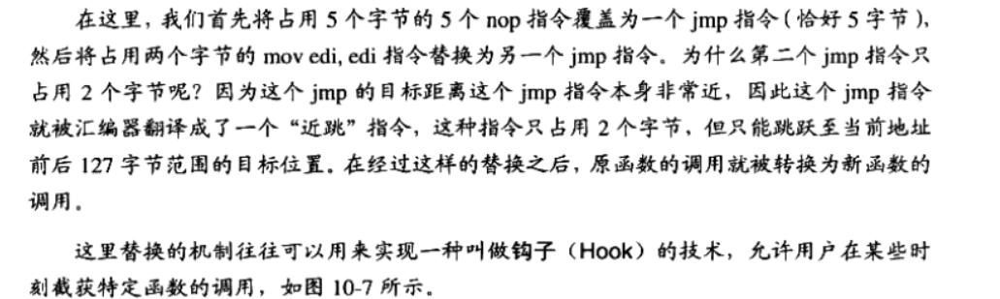 在这里，我们首先将占用 5 个字节的 5 个 nop 指令覆盖为一个 jmp 指令（恰好 5 字节），
然后将占用两个字节的 mov edi, edi 指令替换为另一个 jmp 指令。为什么第二个 jmp 指令只
占用 2 个字节呢？因为这个 jmp 的目标距离这个 jmp 指令本身非常近，因此这个 jmp 指令
就被汇编器翻译成了一个“近跳”指令，这种指令只占用 2 个字节，但只能跳跃至当前地址
前后 127 字节范围的目标位置。在经过这样的替换之后，原函数的调用就被转换为新函数的
调用。
这里替换的机制往往可以用来实现一种叫做钩子（Hook）的技术，允许用户在某些时
刻截获特定函数的调用，如图 10-7 所示。